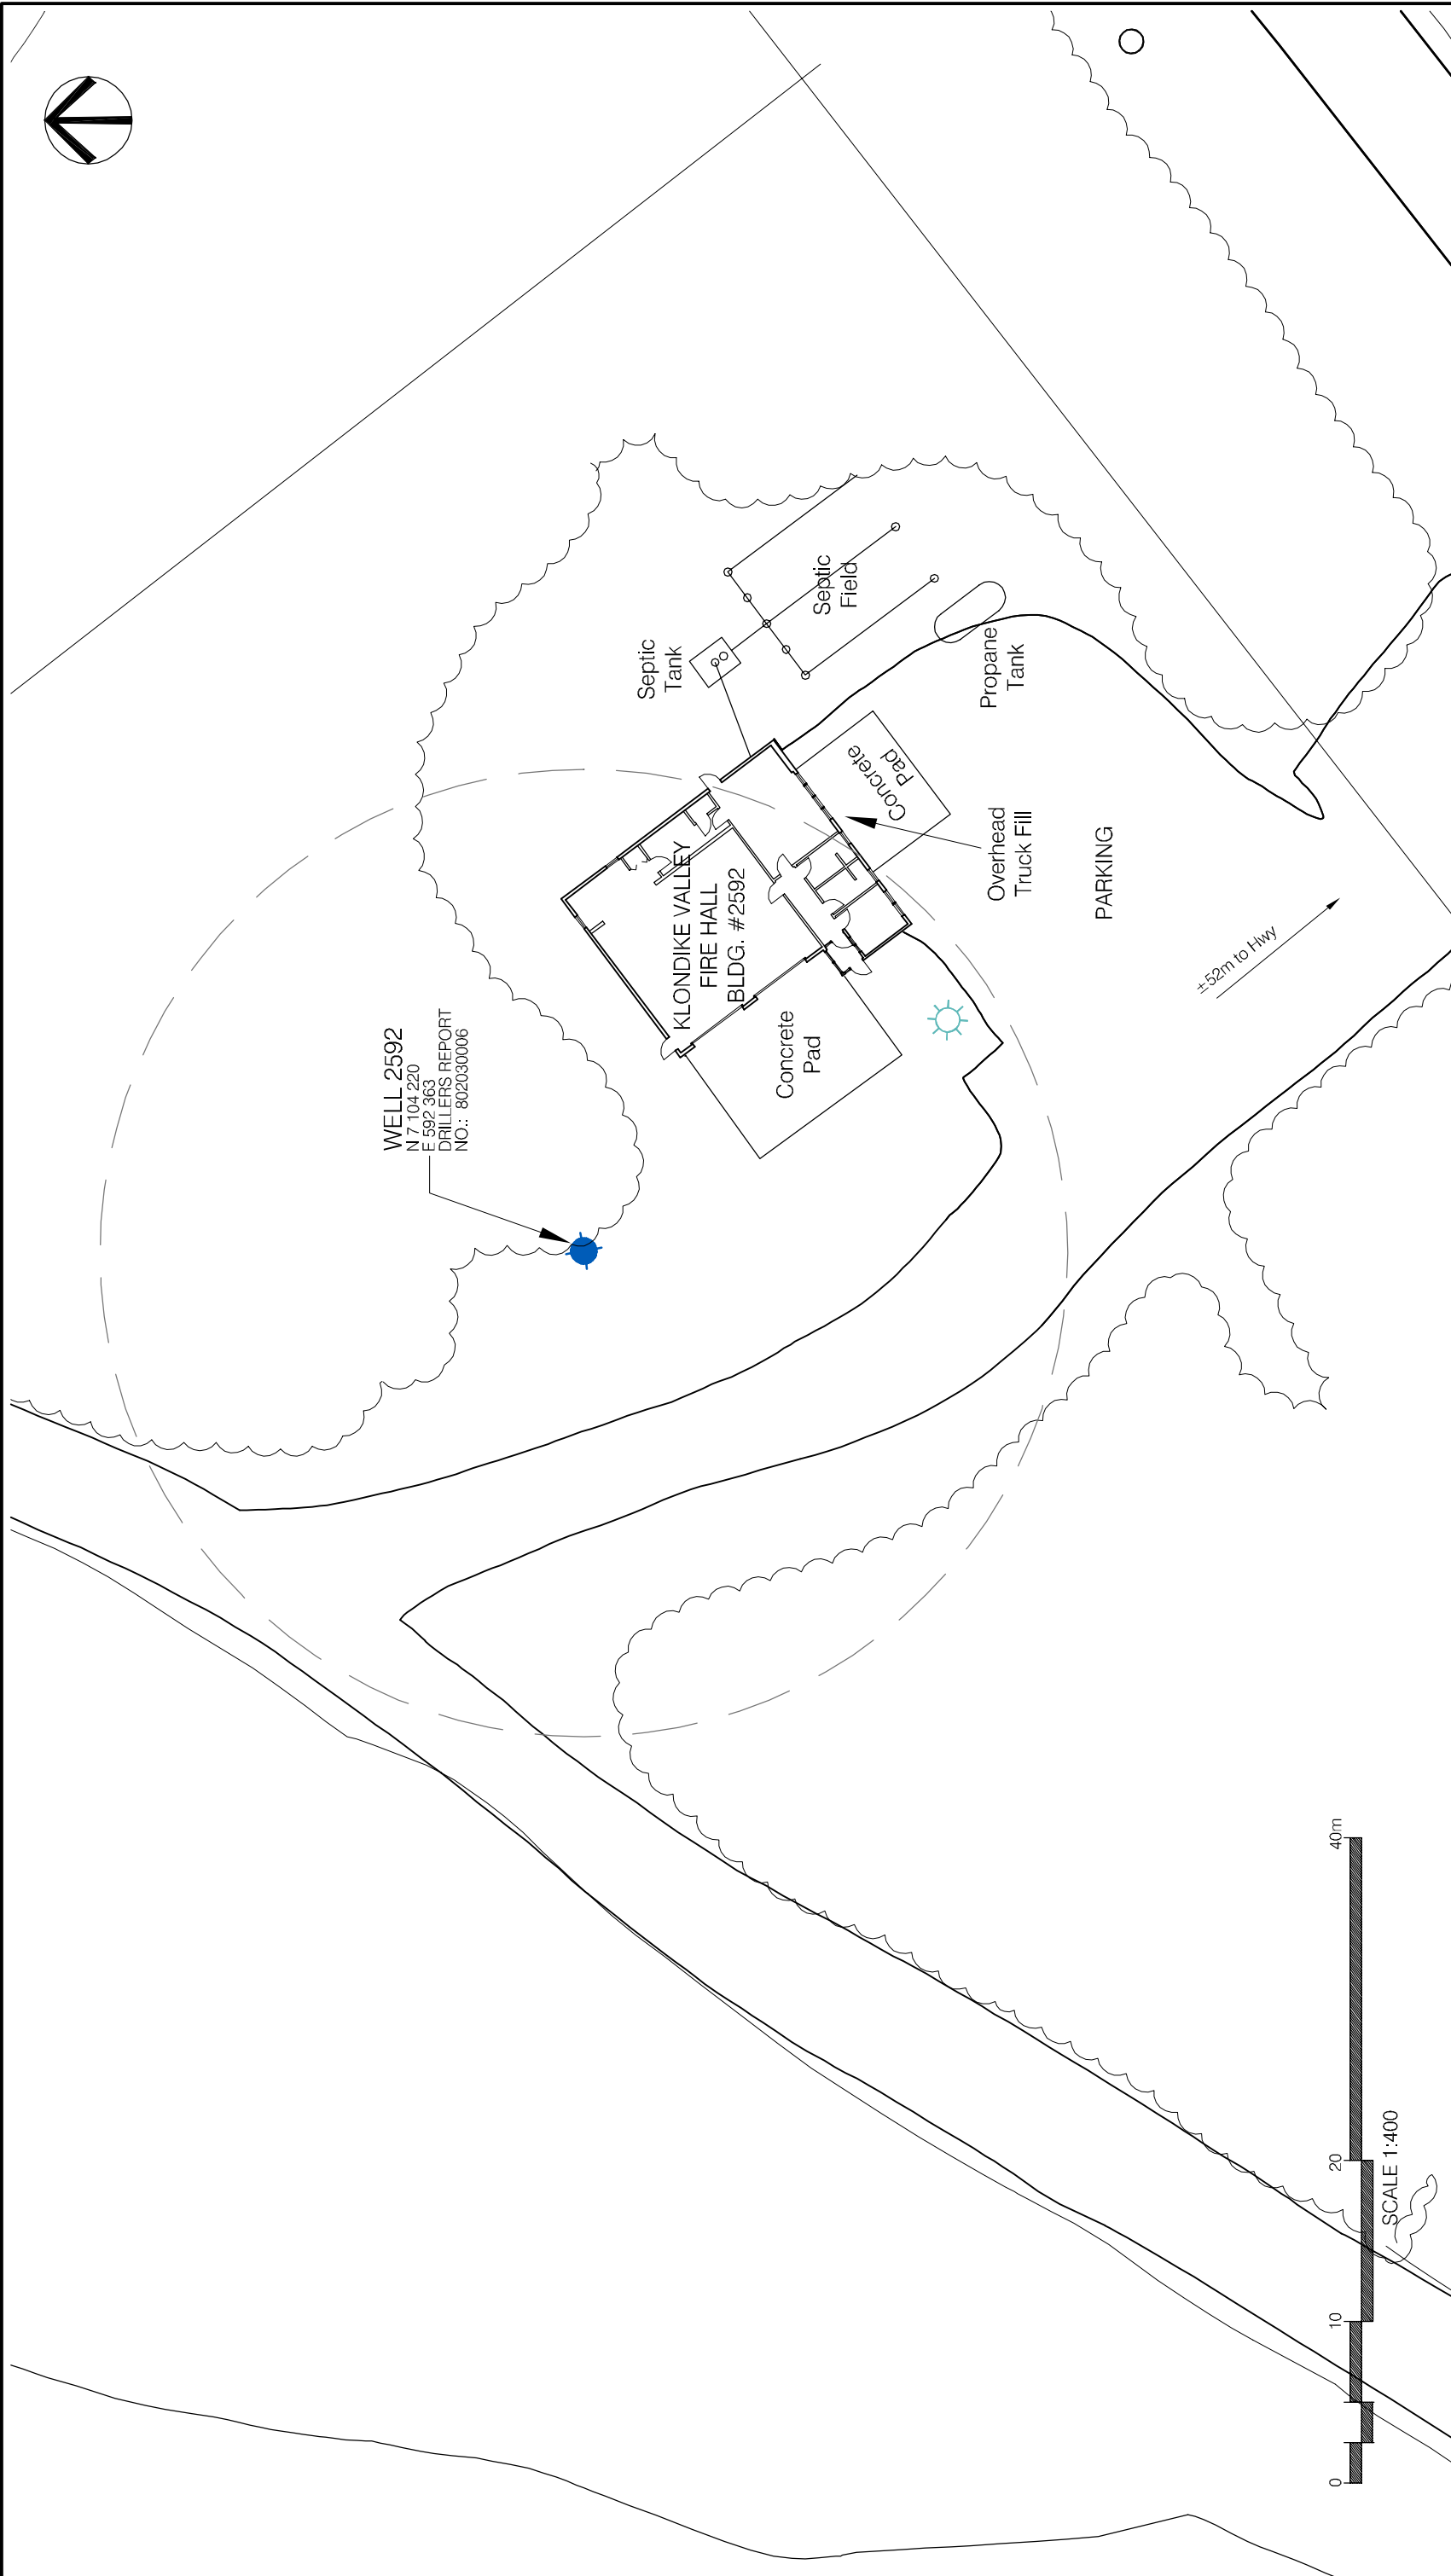 WELL 2592
N 7 104 220
E 592 363
DRILLERS REPORT
NO.: 802030006
Septic
Tank
KLONDIKE VALLEY
FIRE HALL
BLDG. #2592
Concrete
Pad
Septic
Field
Concrete
Pad
Propane
Tank
Overhead
Truck Fill
PARKING
±52m to Hwy
0
10
20
40m
SCALE 1:400